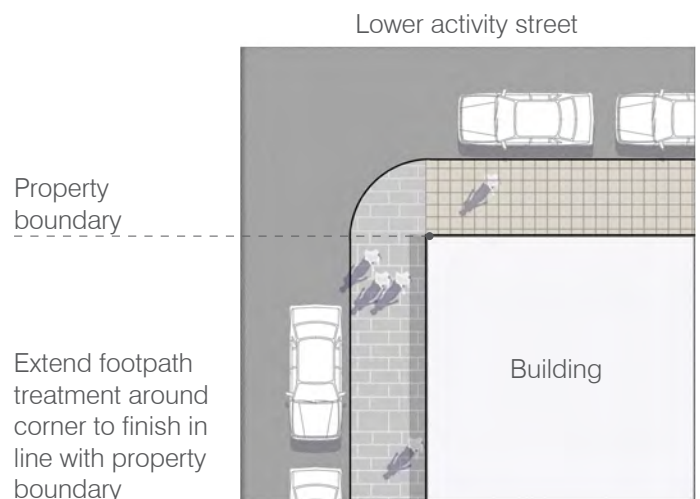 Lower activity street
Property
boundary
Building
Extend footpath
treatment around
corner to finish in
line with property
boundary